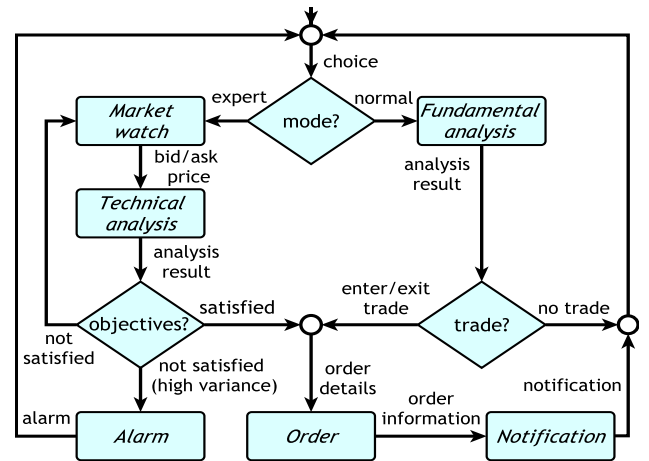 choice
expert
normal
mode?
Market
watch
Fundamental
analysis
bid/ask
price
analysis
result
Technical
analysis
analysis
result
enter/exit
trade
no trade
satisfied
objectives?
trade?
not
satisfied
not satisfied
(high variance)
order
details
order
information
notification
alarm
Alarm
Order
Notification